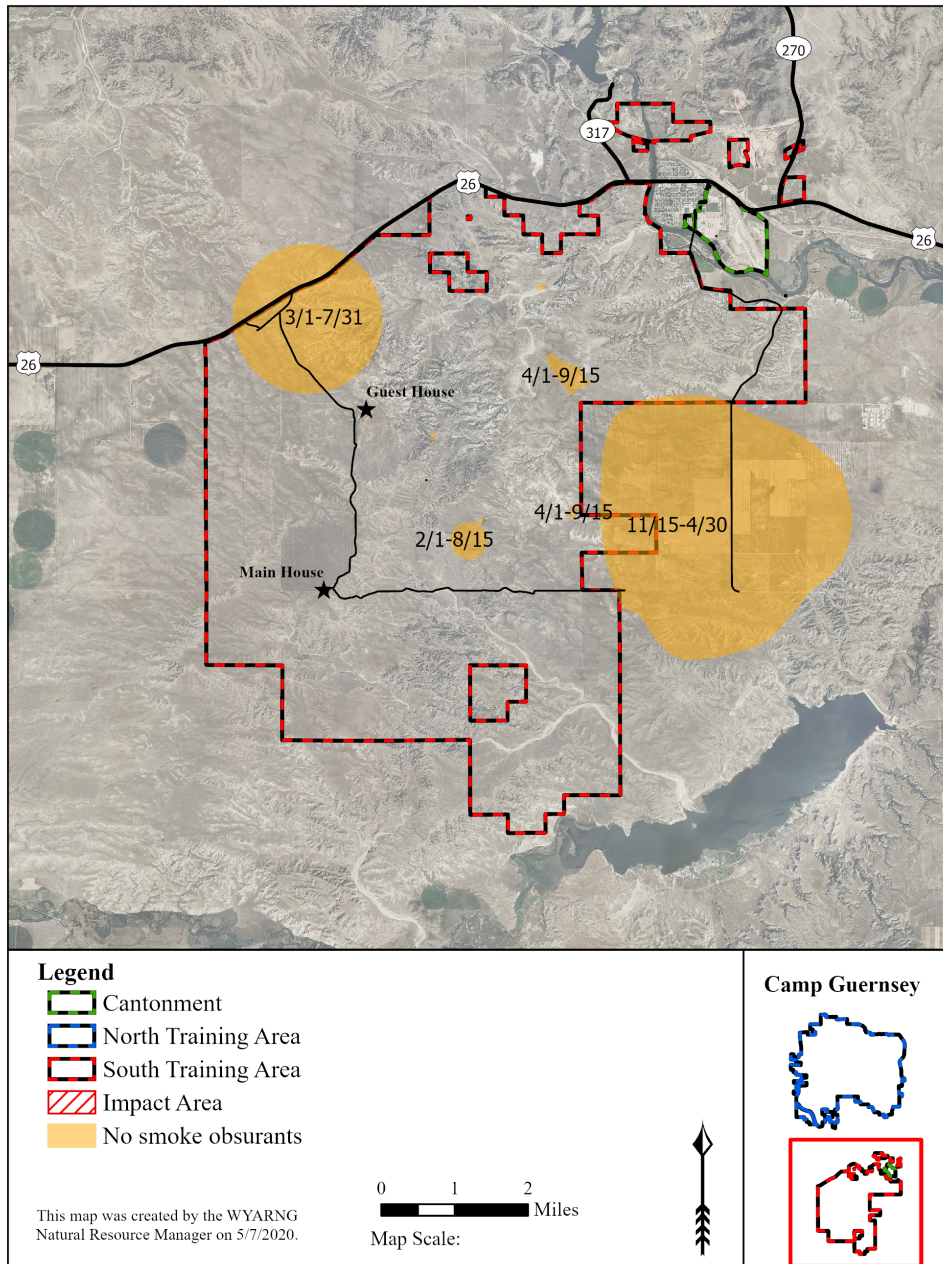 270
317
26
26
3/1-7/31
26
4/1-9/15
Guest House
4/1-9/15
11/15-4/30
2/1-8/15
Main House
Legend
Cantonment
North Training Area
South Training Area
Impact Area
No smoke obsurants
This map was created by the WYARNG
Natural Resource Manager on 5/7/2020.
0 1 2
Miles
Map Scale:
Camp Guernsey